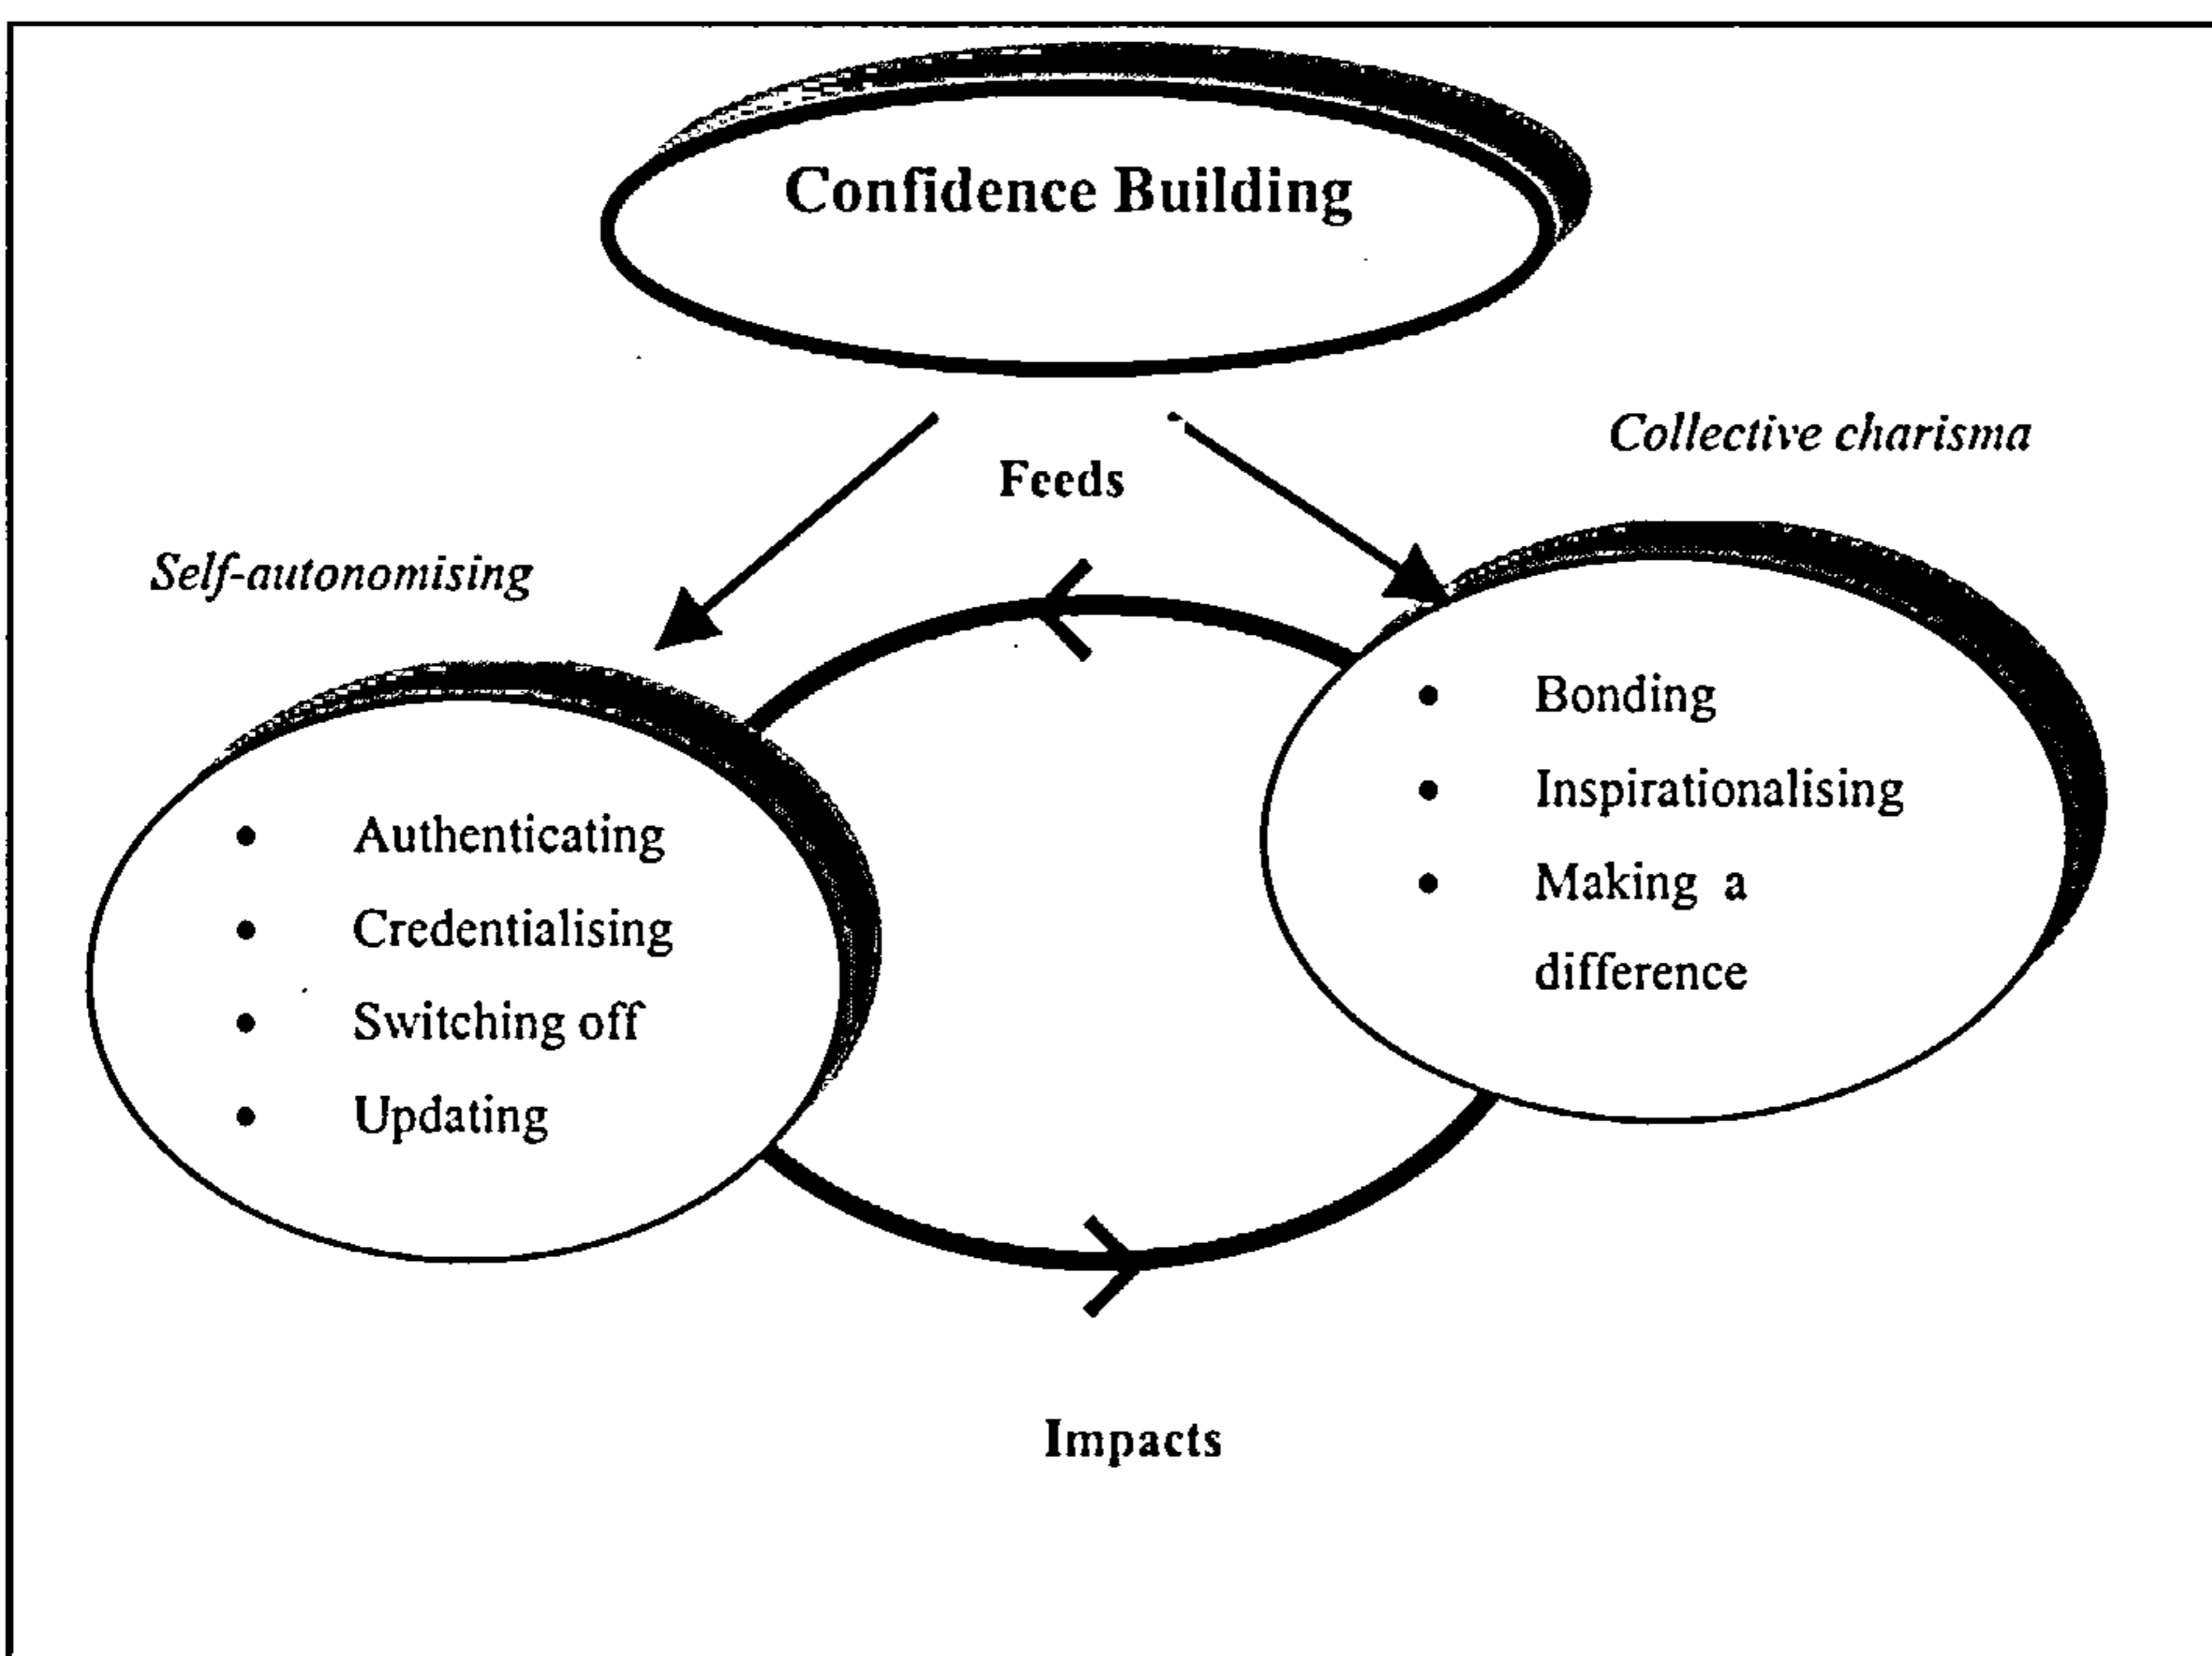 Confidence Building
Collective charisma
Feeds
Self-autonomising
• Bonding
• Inspirationalising
• Making a
difference
• Authenticating
• Credentialising
• Switching off
• Updating
Impacts